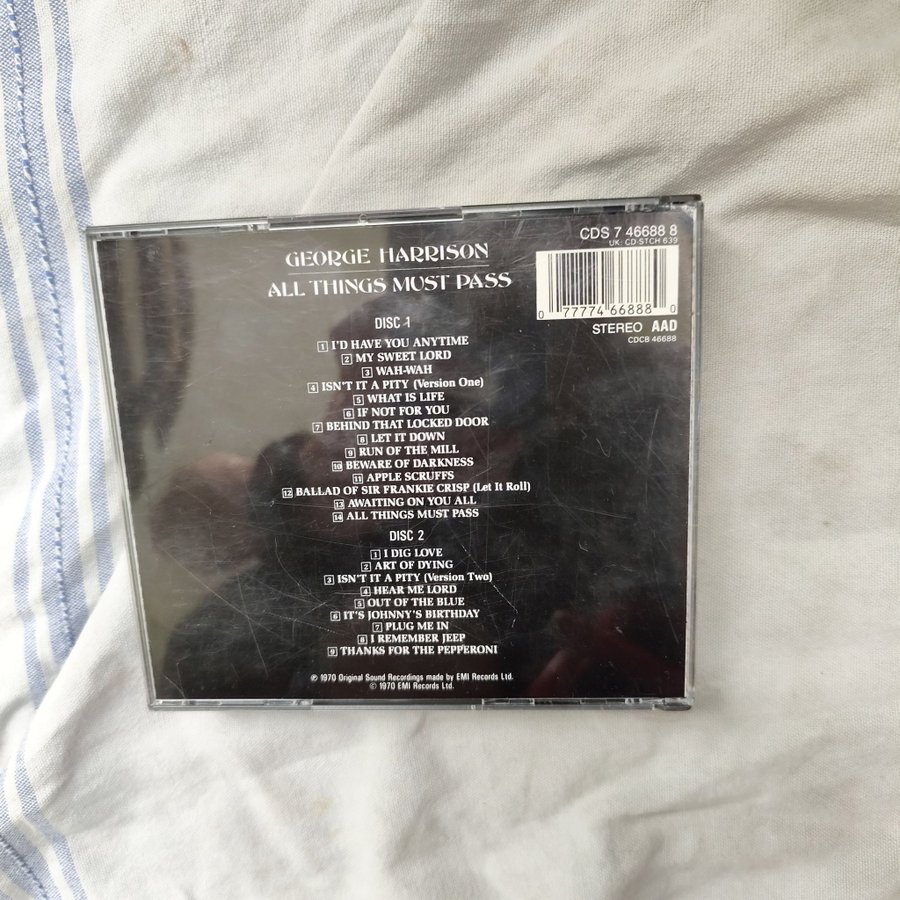 CDS 7 46688 8
UK: CD-STCH 639
0 77774 66888 0
STEREO AAD
CDCB 46688
GEORGE HARRISON
ALL THINGS MUST PASS
DISC 1
1 I'D HAVE YOU ANYTIME
2 MY SWEET LORD
3 WAH-WAH
4 ISN'T IT A PITY (Version One)
5 WHAT IS LIFE
6 IF NOT FOR YOU
7 BEHIND THAT LOCKED DOOR
8 LET IT DOWN
9 RUN OF THE MILL
10 BEWARE OF DARKNESS
11 APPLE SCRUFFS
12 BALLAD OF SIR FRANKIE CRISP (Let It Roll)
13 AWAITING ON YOU ALL
14 ALL THINGS MUST PASS
DISC 2
1 I DIG LOVE
2 ART OF DYING
3 ISN'T IT A PITY (Version Two)
4 HEAR ME LORD
5 OUT OF THE BLUE
6 IT'S JOHNNY'S BIRTHDAY
7 PLUG ME IN
8 I REMEMBER JEEP
9 THANKS FOR THE PEPPERONI
℗ 1970 Original Sound Recordings made by EMI Records Ltd.
© 1970 EMI Records Ltd.